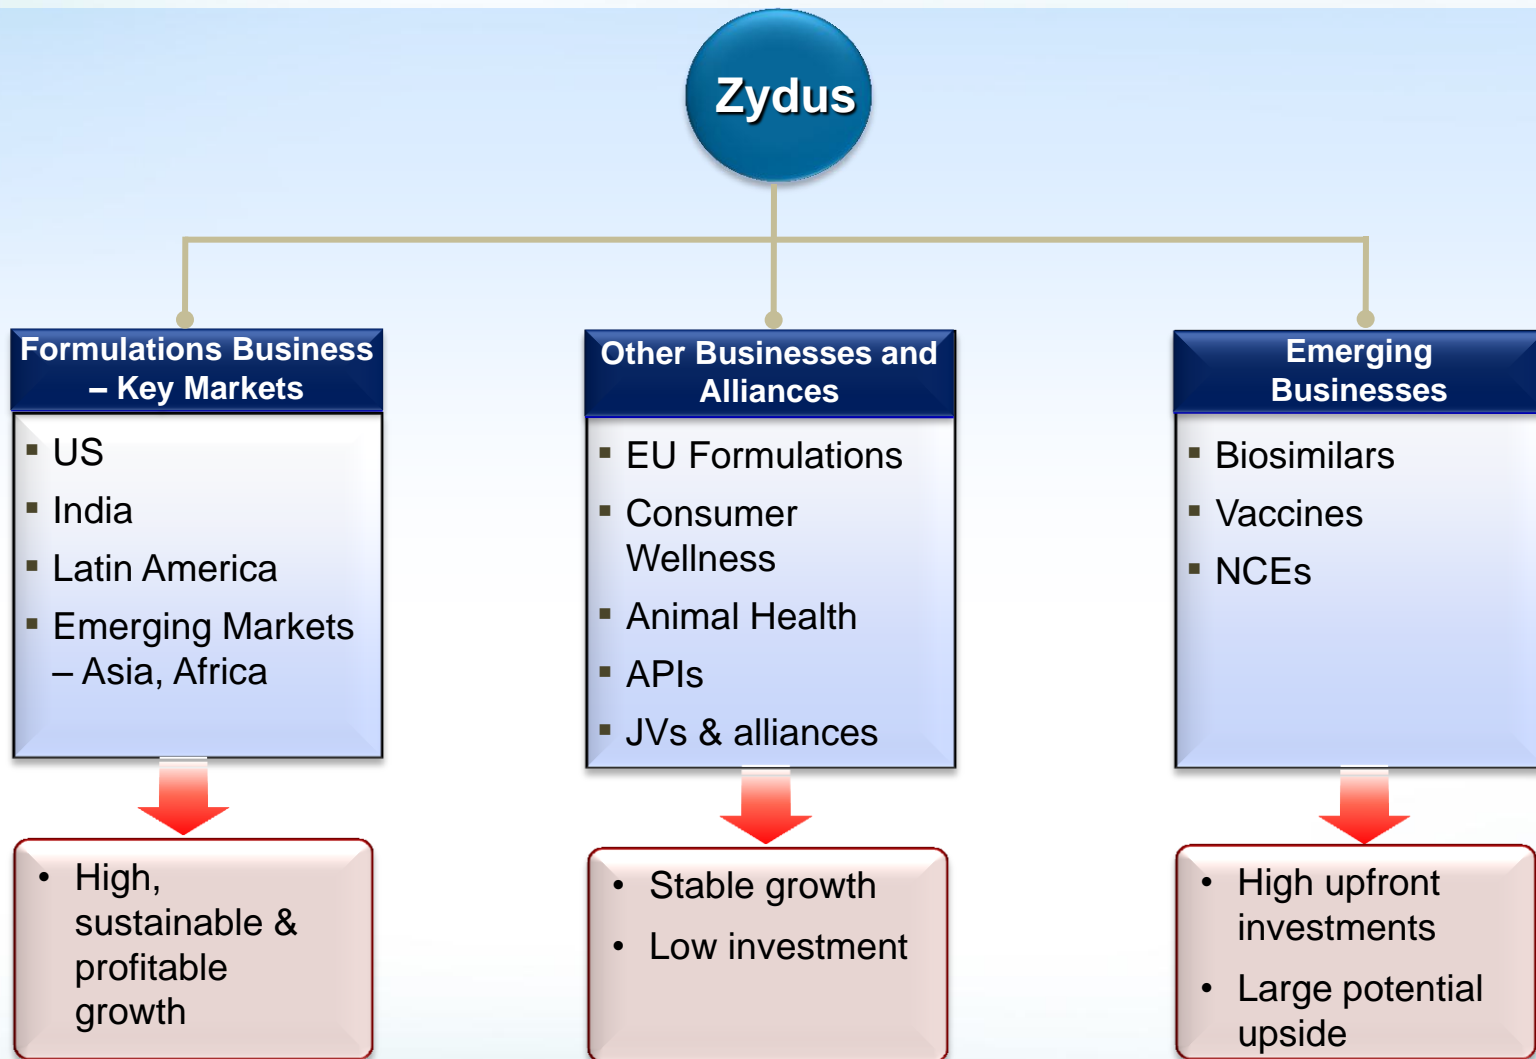 Zydus
Formulations Business
– Key Markets
▪ US
▪ India
▪ Latin America
▪ Emerging Markets
– Asia, Africa
• High,
sustainable &
profitable
growth
Other Businesses and
Alliances
▪ EU Formulations
▪ Consumer
Wellness
▪ Animal Health
▪ APIs
▪ JVs & alliances
• Stable growth
• Low investment
Emerging
Businesses
▪ Biosimilars
▪ Vaccines
▪ NCEs
• High upfront
investments
• Large potential
upside